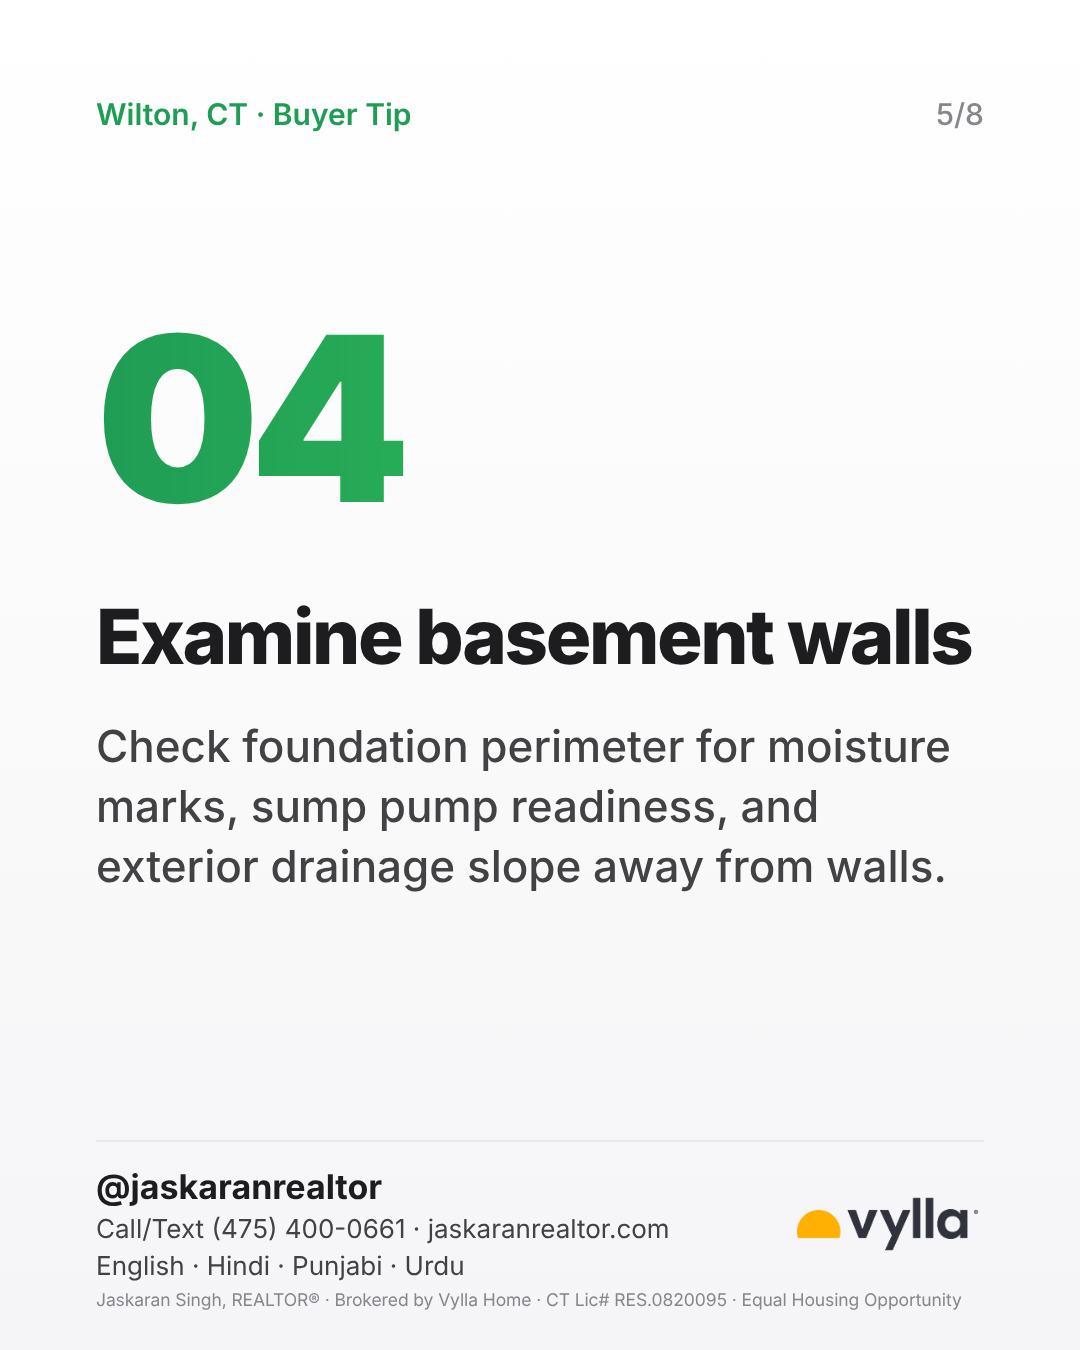 Wilton, CT · Buyer Tip
5/8
04
Examine basement walls
Check foundation perimeter for moisture
marks, sump pump readiness, and
exterior drainage slope away from walls.
@jaskaranrealtor
Call/Text (475) 400-0661 · jaskaranrealtor.com
English · Hindi · Punjabi · Urdu
Jaskaran Singh, REALTOR® · Brokered by Vylla Home · CT Lic# RES.0820095 · Equal Housing Opportunity
vylla